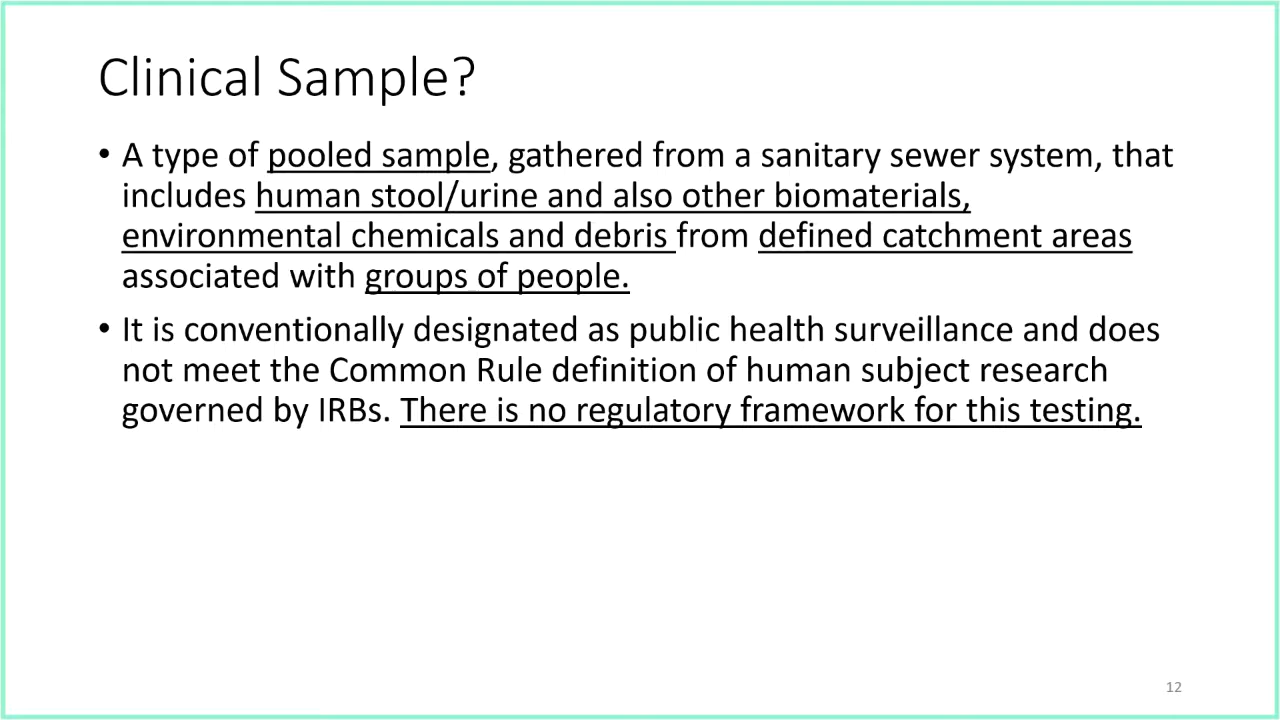 Clinical Sample?
• A type of pooled sample, gathered from a sanitary sewer system, that
includes human stool/urine and also other biomaterials,
environmental chemicals and debris from defined catchment areas
associated with groups of people.
• It is conventionally designated as public health surveillance and does
not meet the Common Rule definition of human subject research
governed by IRBs. There is no regulatory framework for this testing.
12